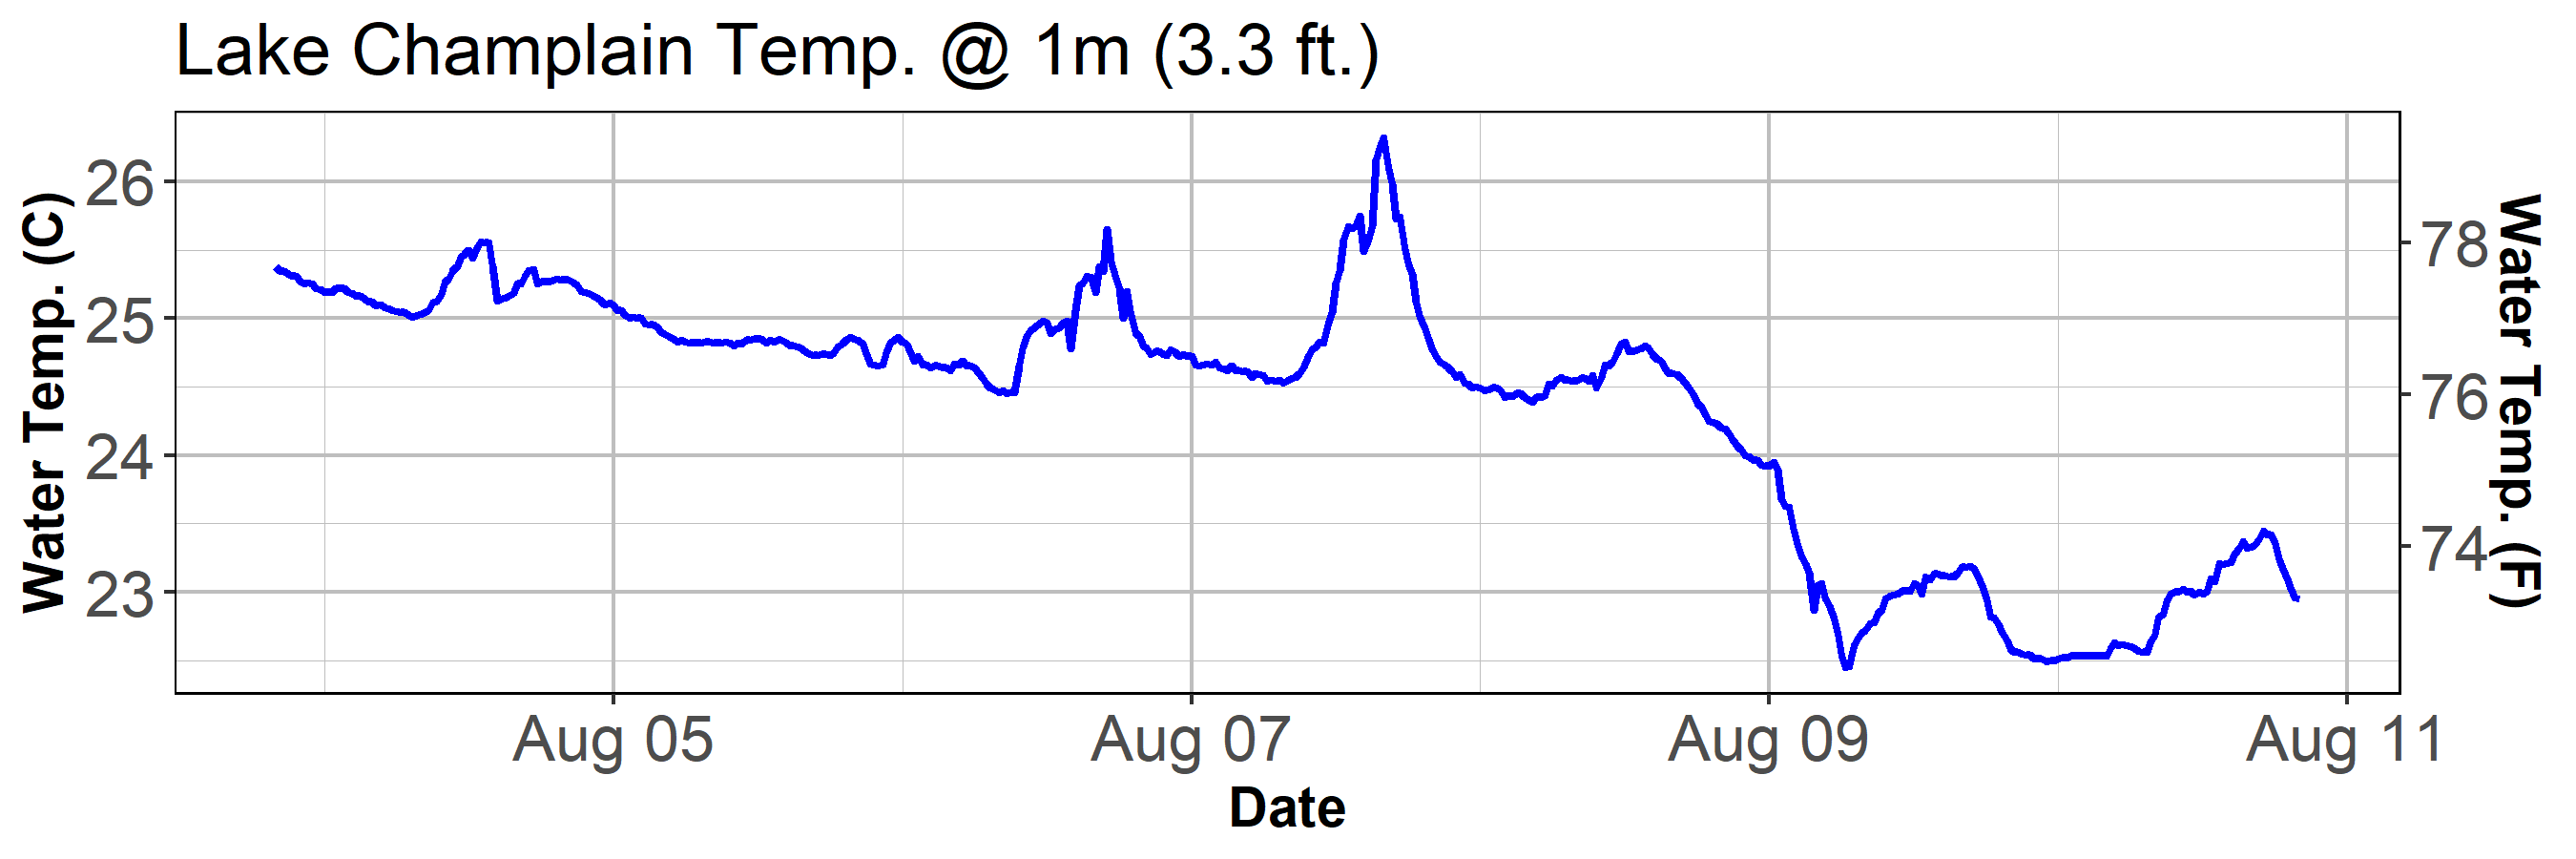 Lake Champlain Temp. @ 1m (3.3 ft.)
Water Temp. (C)
26
25
24
23
78
76
74
Water Temp. (F)
Aug 05
Aug 07
Aug 09
Aug 11
Date